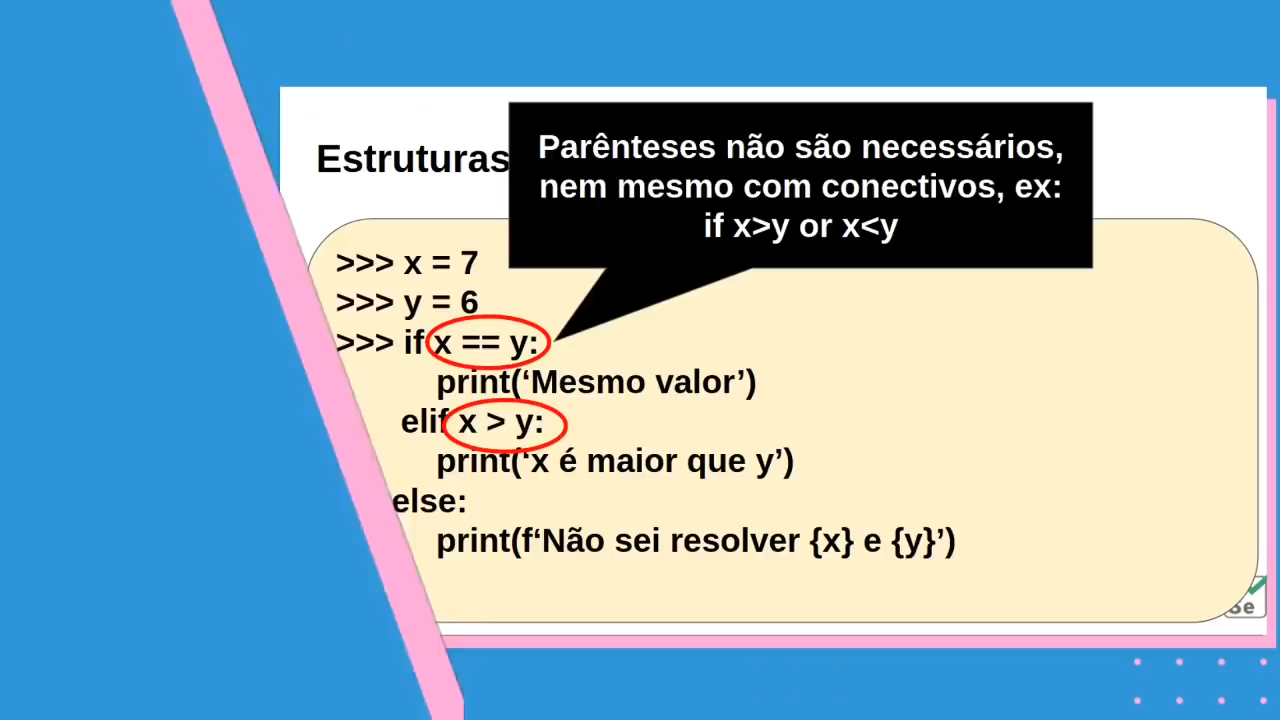 Estruturas
Parênteses não são necessários,
nem mesmo com conectivos, ex:
if x>y or x<y
>>> x = 7
>>> y = 6
>>> if x == y:
print(‘Mesmo valor’)
elif x > y:
print(‘x é maior que y’)
else:
print(f‘Não sei resolver {x} e {y}’)
Se